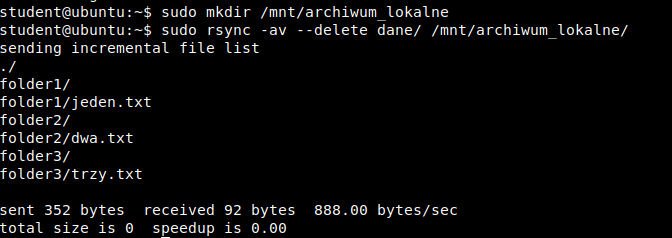 student@ubuntu:~$ sudo mkdir /mnt/archiwum_lokalne
student@ubuntu:~$ sudo rsync -av --delete dane/ /mnt/archiwum_lokalne/
sending incremental file list
./
folder1/
folder1/jeden.txt
folder2/
folder2/dwa.txt
folder3/
folder3/trzy.txt

sent 352 bytes  received 92 bytes  888.00 bytes/sec
total size is 0  speedup is 0.00